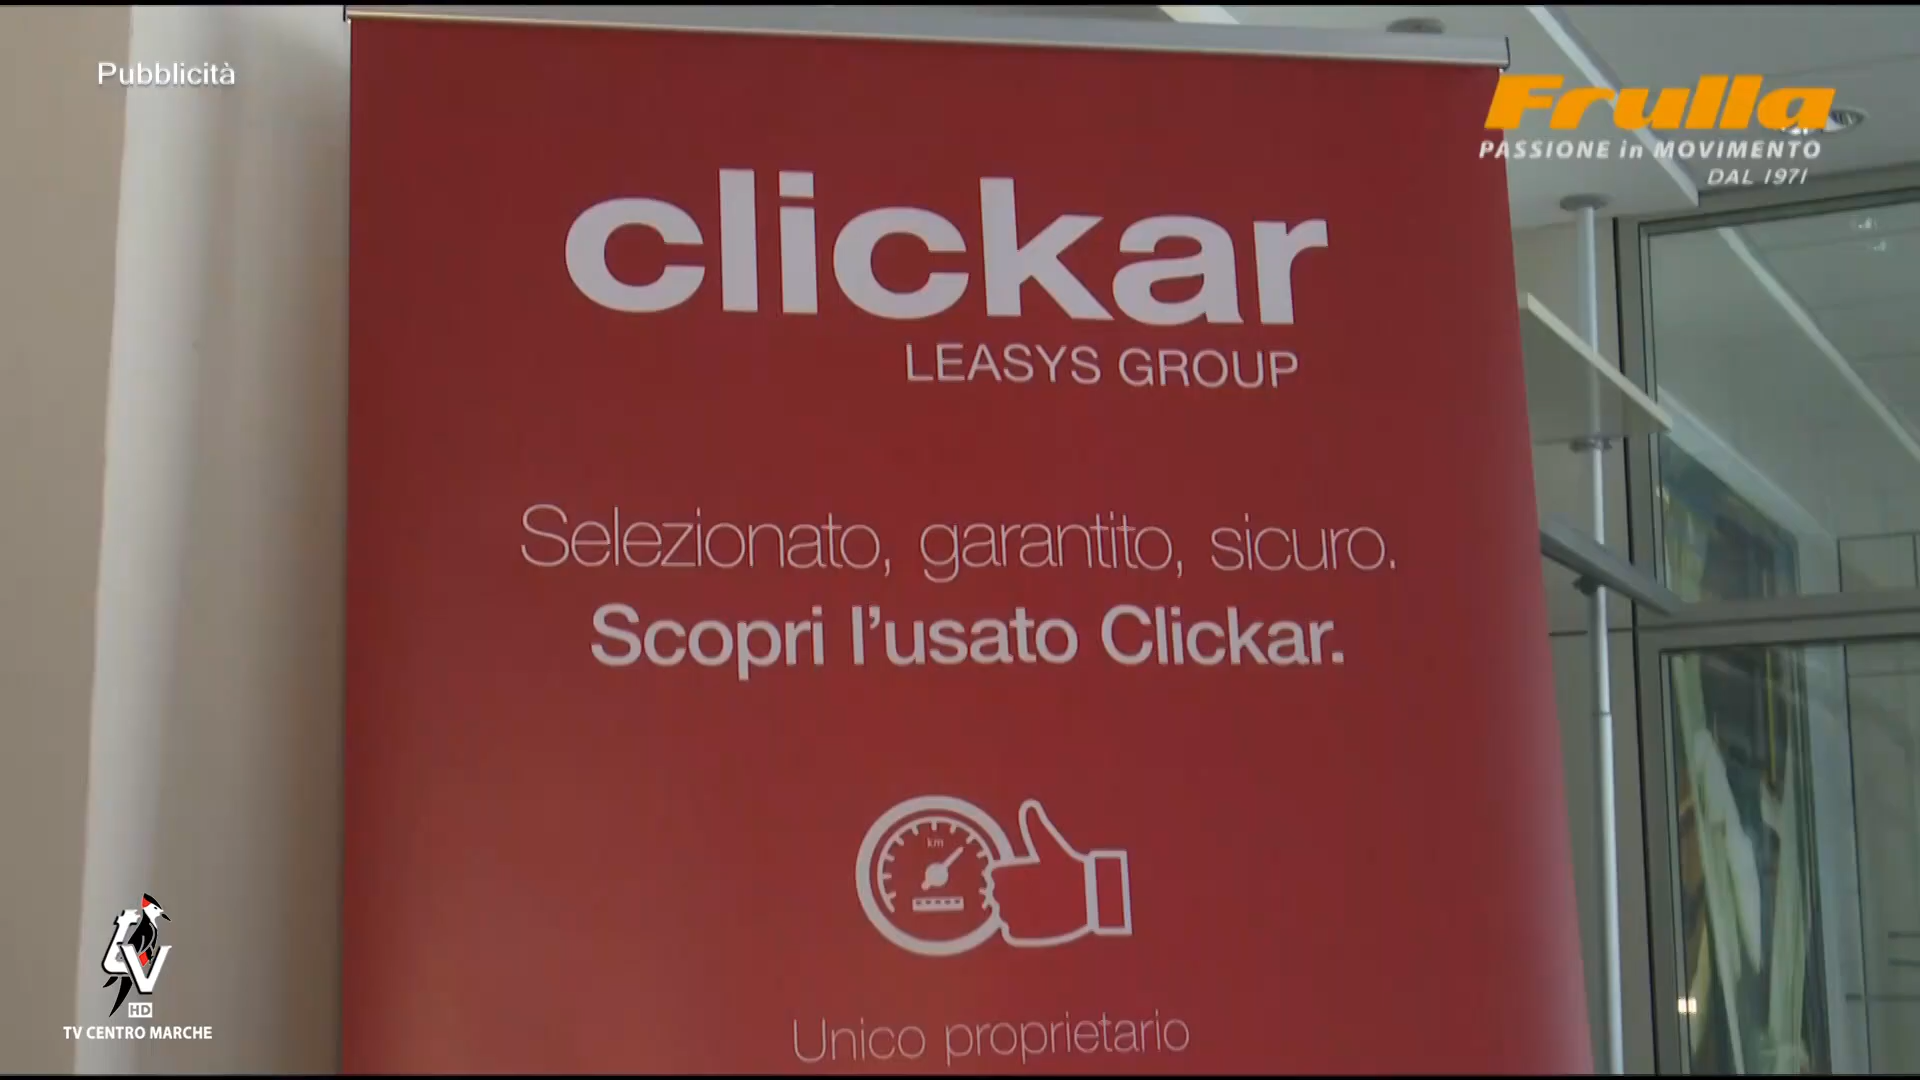 Pubblicità
Frulla
PASSIONE in MOVIMENTO
DAL 1971
clickar
LEASYS GROUP
Selezionato, garantito, sicuro.
Scopri l'usato Clickar.
km
Unico proprietario
V
HD
TV CENTRO MARCHE